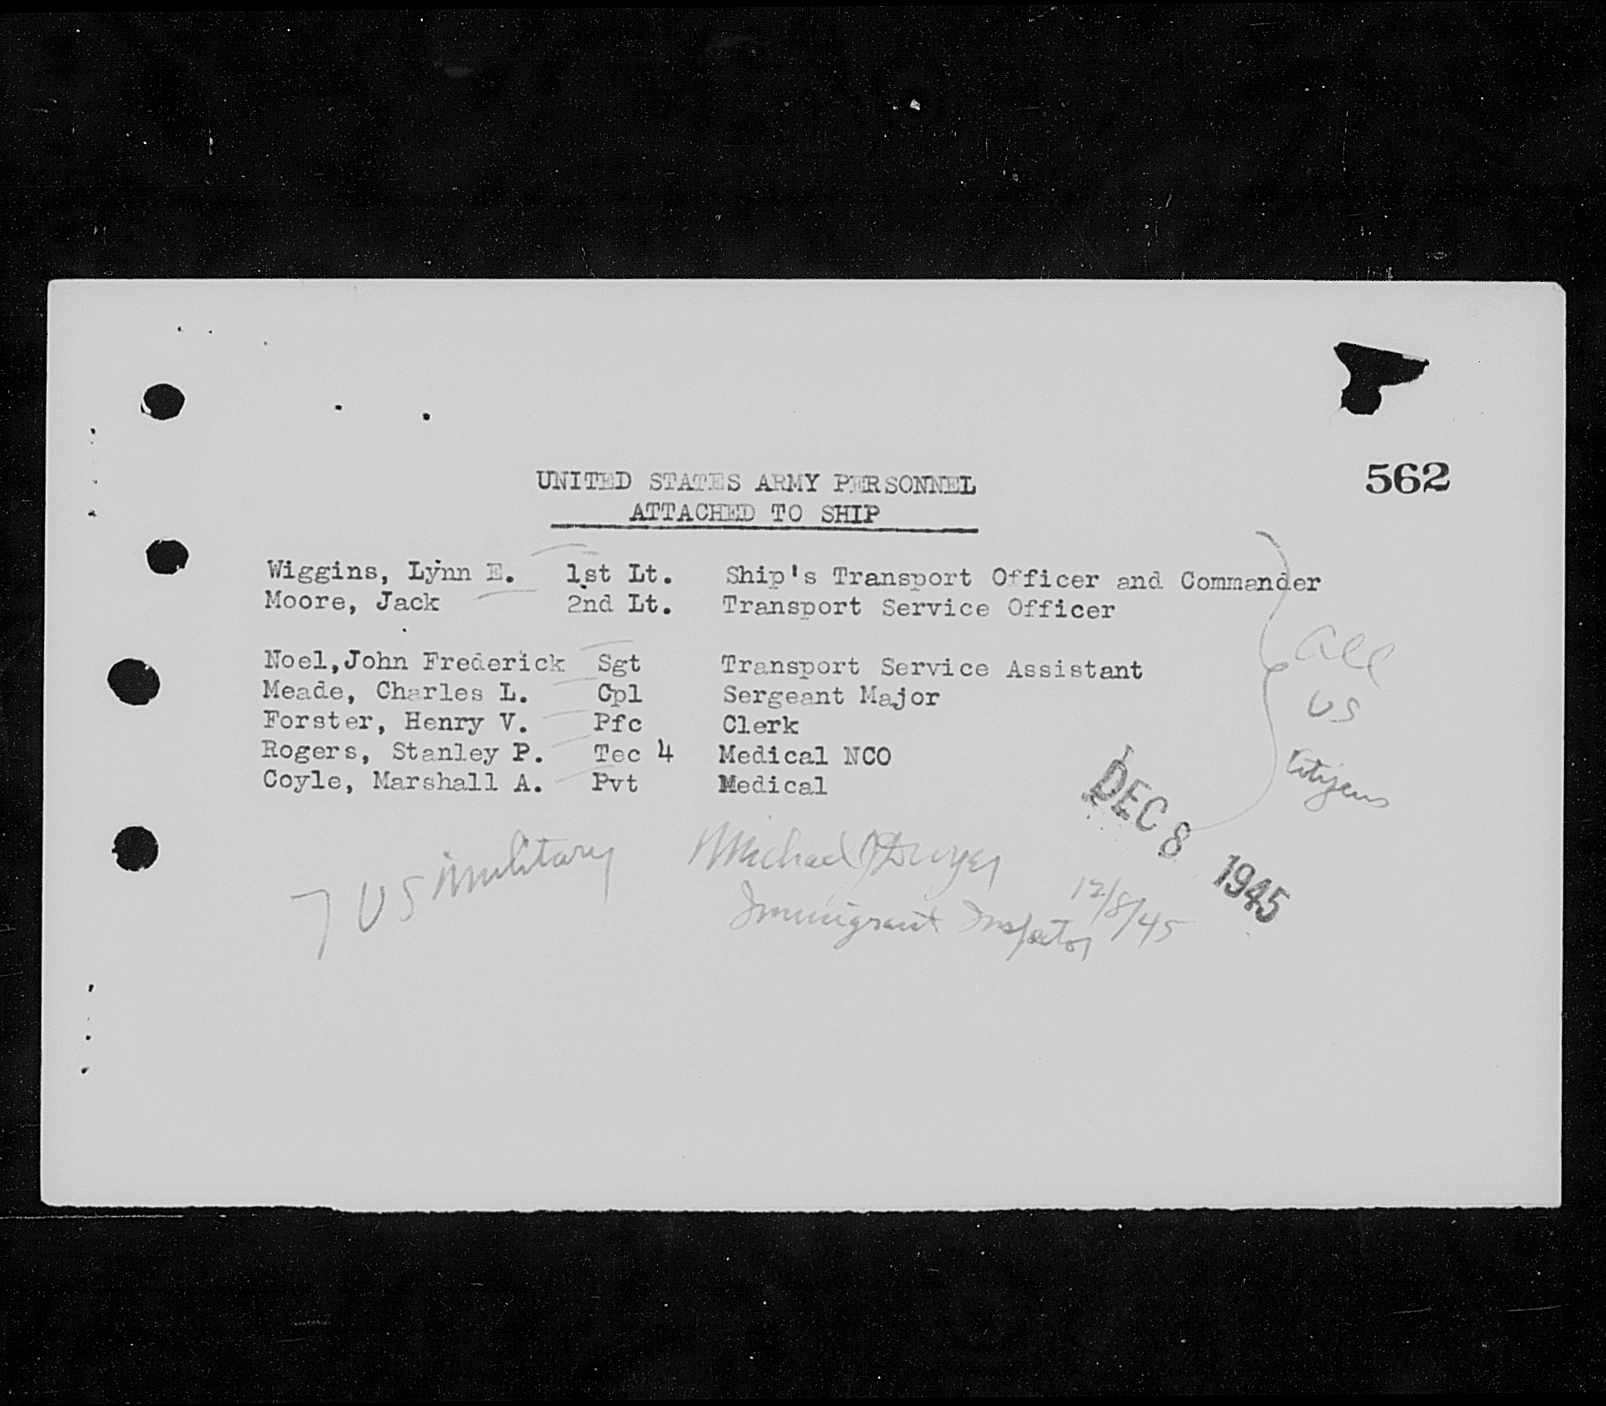 562
UNITED STATES ARMY PERSONNEL
ATTACHED TO SHIP
Wiggins, Lynn E. 1st Lt. Ship's Transport Officer and Commander
Moore, Jack 2nd Lt. Transport Service Officer
Noel,John Frederick Sgt Transport Service Assistant
Meade, Charles L. Cpl Sergeant Major
Forster, Henry V. Pfc Clerk
Rogers, Stanley P. Tec 4 Medical NCO
Coyle, Marshall A. Pvt Medical
all
US
Citizens
DEC 8 1945
7 US military
Michael J Dwyer
Immigrant Inspector 12/8/45